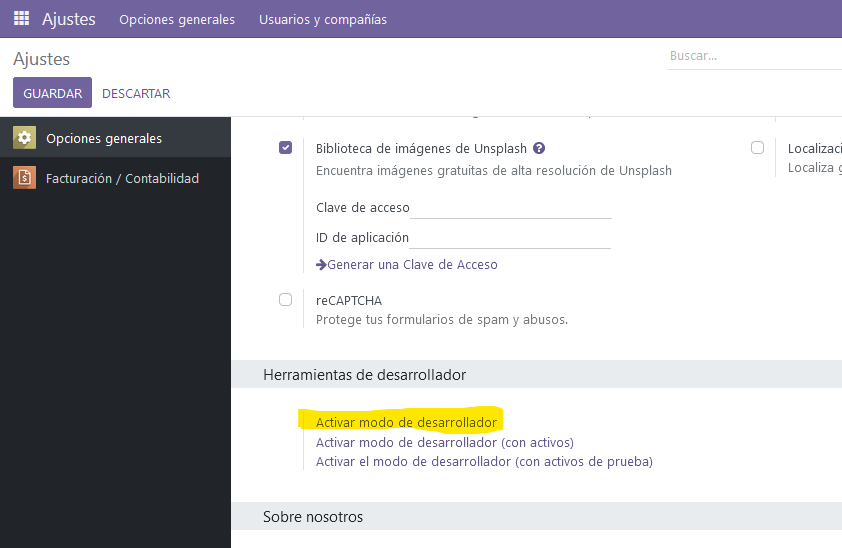 Ajustes Opciones generales Usuarios y compañías
Ajustes
Buscar...
GUARDAR DESCARTAR
Opciones generales
Facturación / Contabilidad
Biblioteca de imágenes de Unsplash
Encuentra imágenes gratuitas de alta resolución de Unsplash
Clave de acceso
ID de aplicación
Generar una Clave de Acceso
reCAPTCHA
Protege tus formularios de spam y abusos.
Localizaci
Localiza g
Herramientas de desarrollador
Activar modo de desarrollador
Activar modo de desarrollador (con activos)
Activar el modo de desarrollador (con activos de prueba)
Sobre nosotros